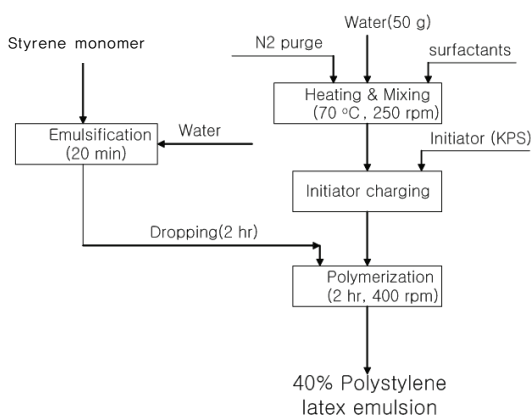 Water(50 g)
N2 purge
surfactants
Styrene monomer
Heating & Mixing
(70 ºC, 250 rpm)
Emulsification
(20 min)
Water
Initiator (KPS)
Initiator charging
Dropping(2 hr)
Polymerization
(2 hr, 400 rpm)
40% Polystylene
latex emulsion